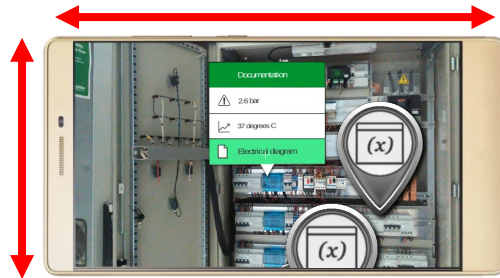 Documentation
2.6 bar
37 degrees C
Electrical diagram
(x)
(x)